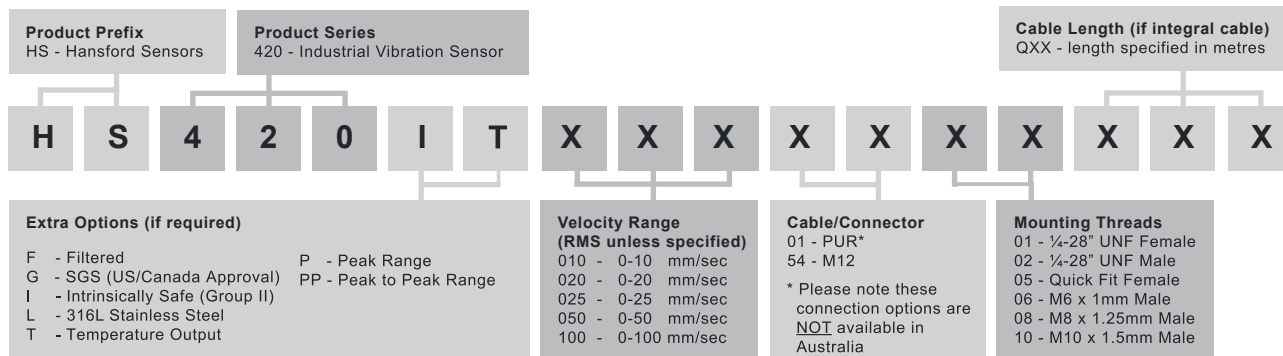 Product Prefix
HS - Hansford Sensors
Product Series
420 - Industrial Vibration Sensor
Cable Length (if integral cable)
QXX - length specified in metres
H S 4 2 0 I T X X X X X X X X X X
Extra Options (if required)
F - Filtered
G - SGS (US/Canada Approval)
I - Intrinsically Safe (Group II)
L - 316L Stainless Steel
T - Temperature Output
P - Peak Range
PP - Peak to Peak Range
Velocity Range
(RMS unless specified)
010 - 0-10 mm/sec
020 - 0-20 mm/sec
025 - 0-25 mm/sec
050 - 0-50 mm/sec
100 - 0-100 mm/sec
Cable/Connector
01 - PUR*
54 - M12
* Please note these
connection options are
NOT available in
Australia
Mounting Threads
01 - ¼-28” UNF Female
02 - ¼-28” UNF Male
05 - Quick Fit Female
06 - M6 x 1mm Male
08 - M8 x 1.25mm Male
10 - M10 x 1.5mm Male